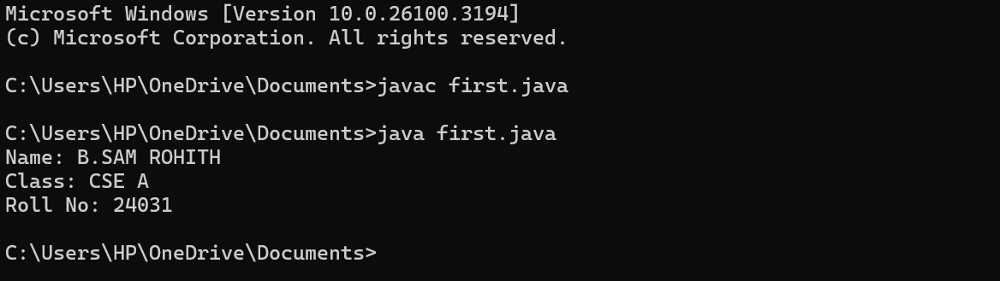 Microsoft Windows [Version 10.0.26100.3194]
(c) Microsoft Corporation. All rights reserved.
C:\Users\HP\OneDrive\Documents>javac first.java
C:\Users\HP\OneDrive\Documents>java first.java
Name: B.SAM ROHITH
Class: CSE A
Roll No: 24031
C:\Users\HP\OneDrive\Documents>